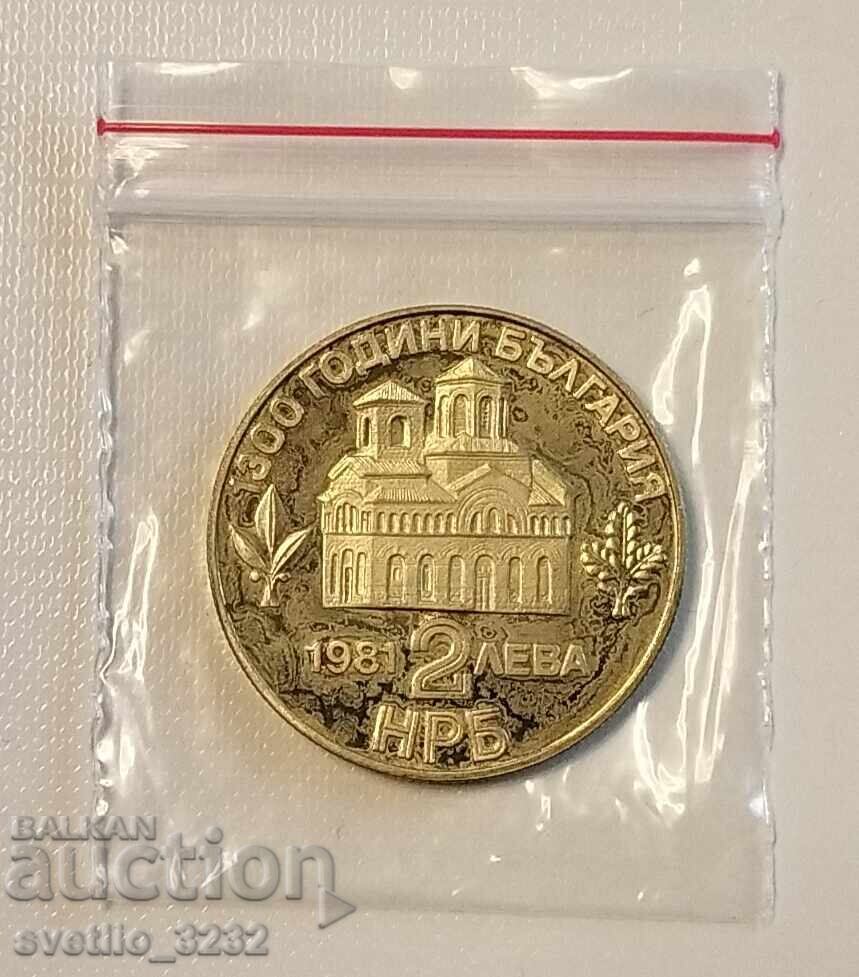 1300 ГОДИНИ БЪЛГАРИЯ
1981 2 ЛЕВА
НРБ
BALKAN
auction
svetlio_3232